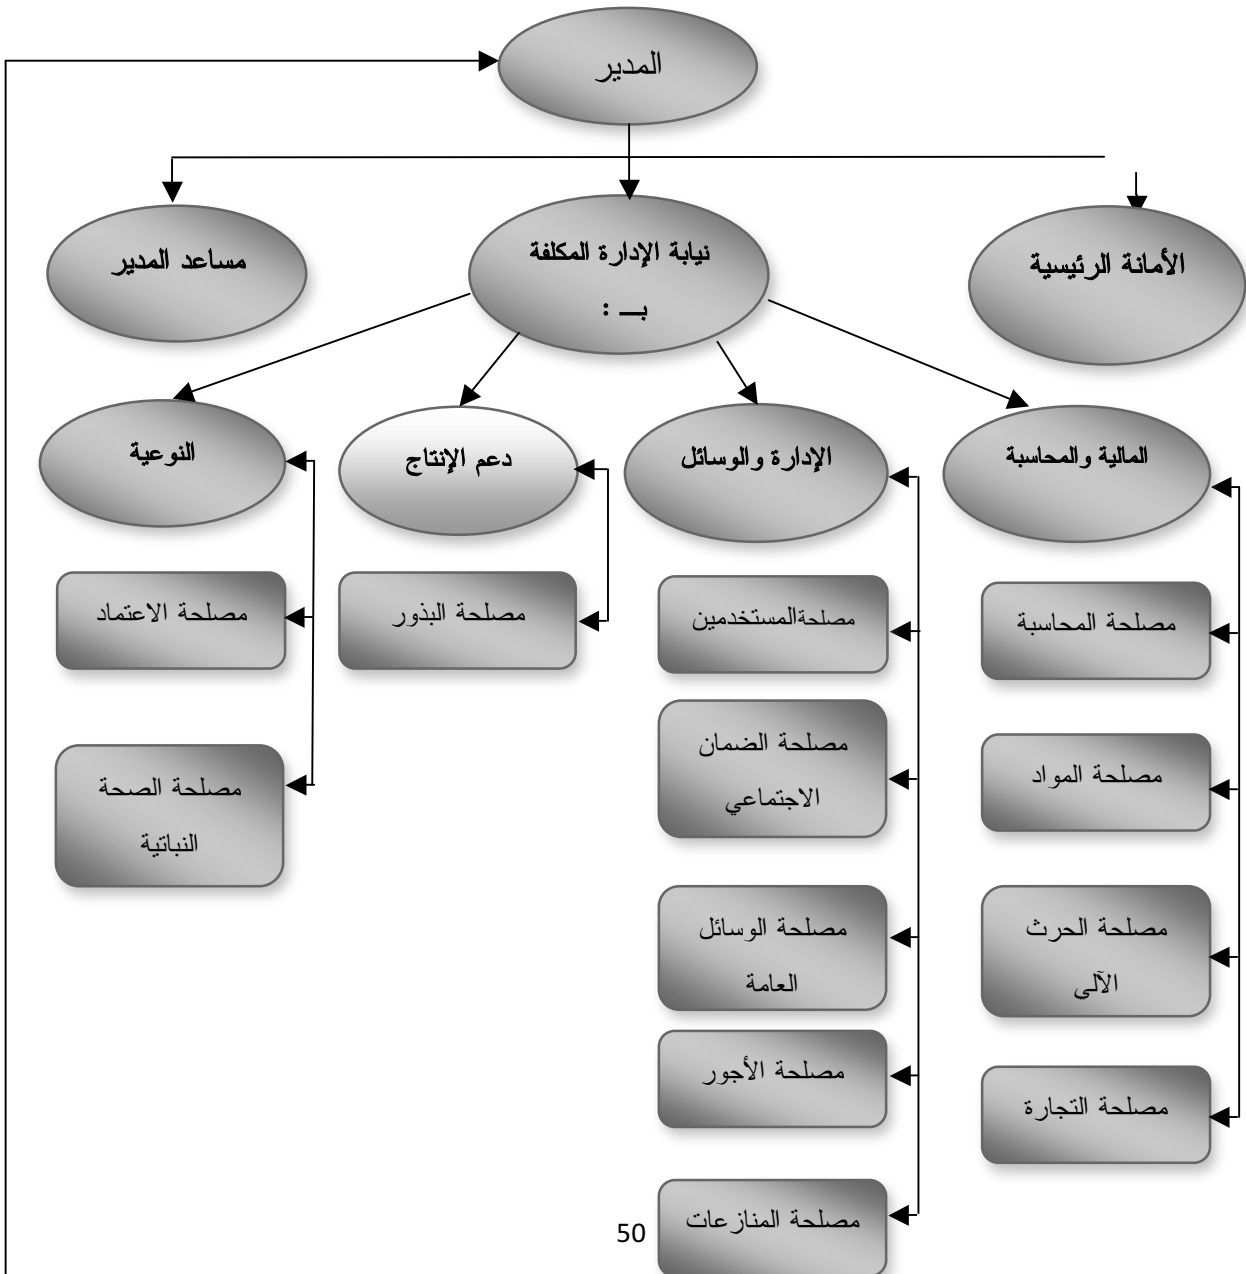 المدير
الأمانة الرئيسية
نيابة الإدارة المكلفة
بــ :
مساعد المدير
المالية والمحاسبة
الإدارة والوسائل
دعم الإنتاج
النوعية
مصلحة المحاسبة
مصلحة المواد
مصلحة الحرث
الآلي
مصلحة التجارة
مصلحةالمستخدمين
مصلحة الضمان
الاجتماعي
مصلحة الوسائل
العامة
مصلحة الأجور
مصلحة المنازعات
مصلحة البذور
مصلحة الاعتماد
مصلحة الصحة
النباتية
50